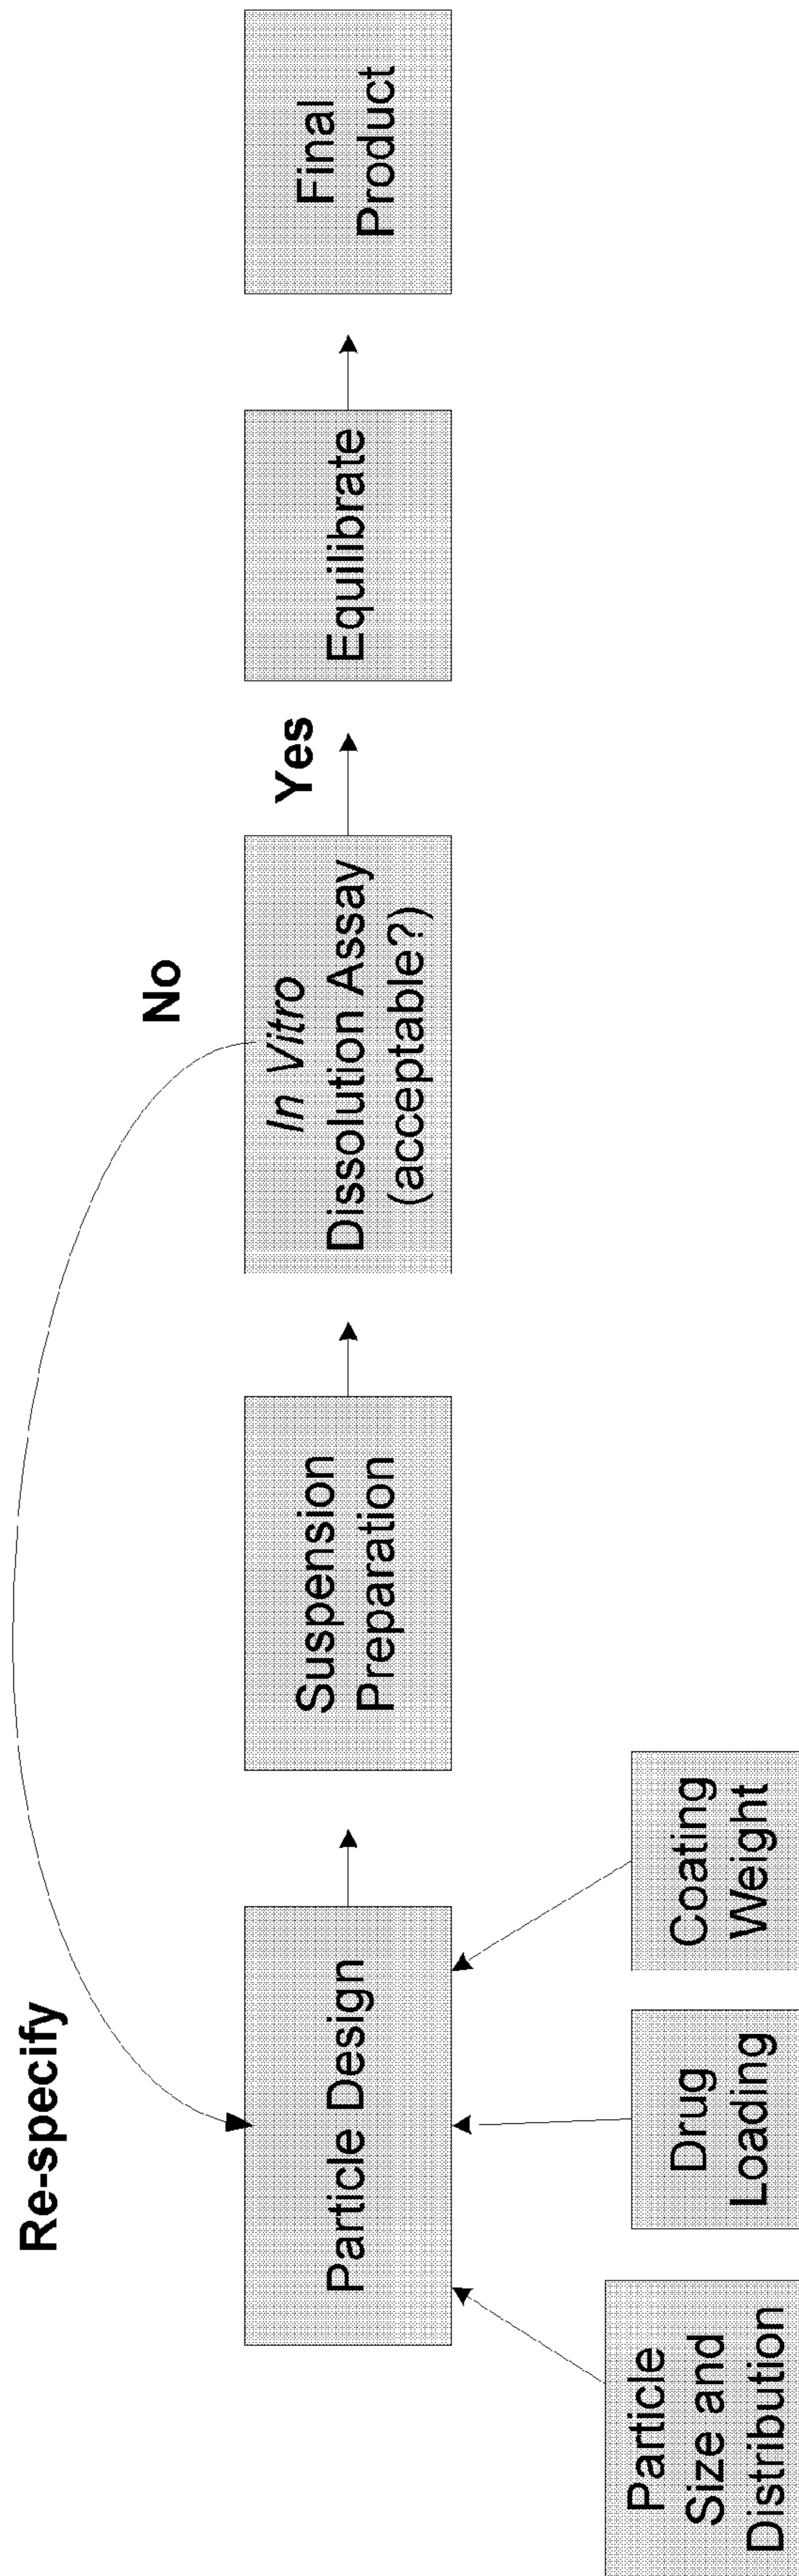 Re-specify
No
Particle Design
Suspension
Preparation
In Vitro
Dissolution Assay
(acceptable?)
Yes
Equilibrate
Final
Product
Particle
Size and
Distribution
Drug
Loading
Coating
Weight